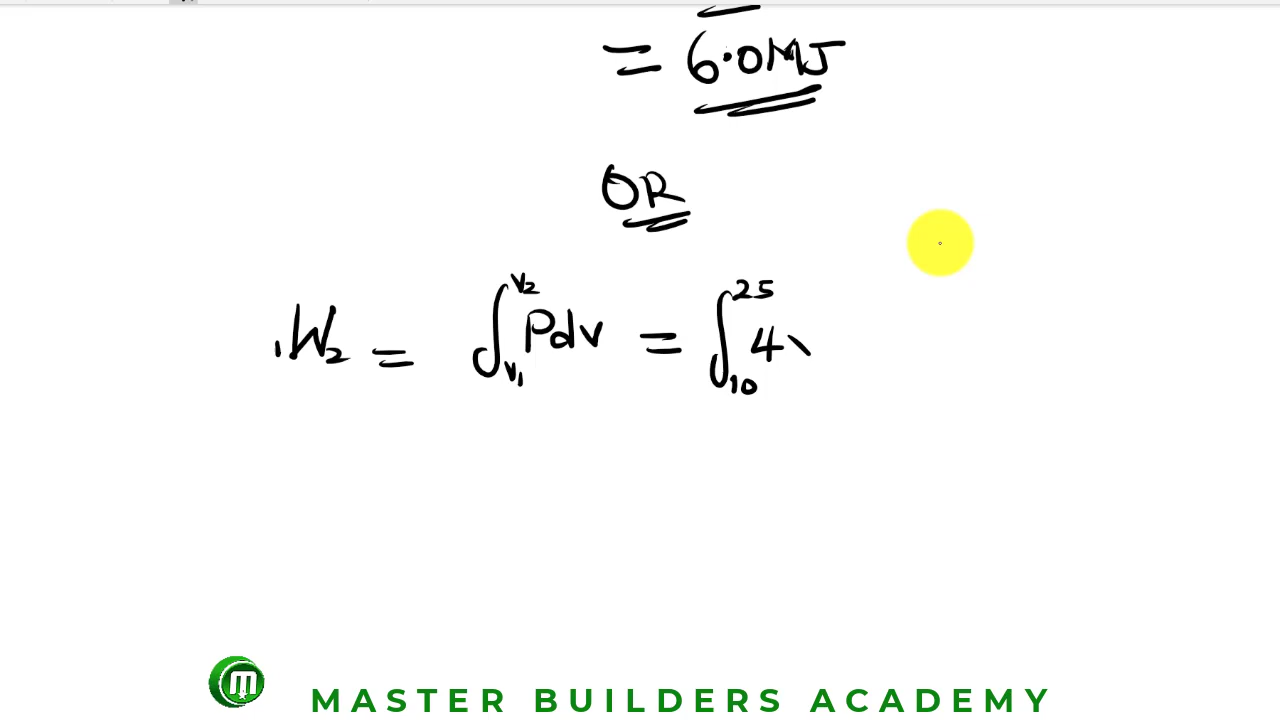 = 6.0MJ
OR
₁W₂ = ∫_{V₁}^{V₂} Pdv = ∫_{10}^{25} 4
M MASTER BUILDERS ACADEMY